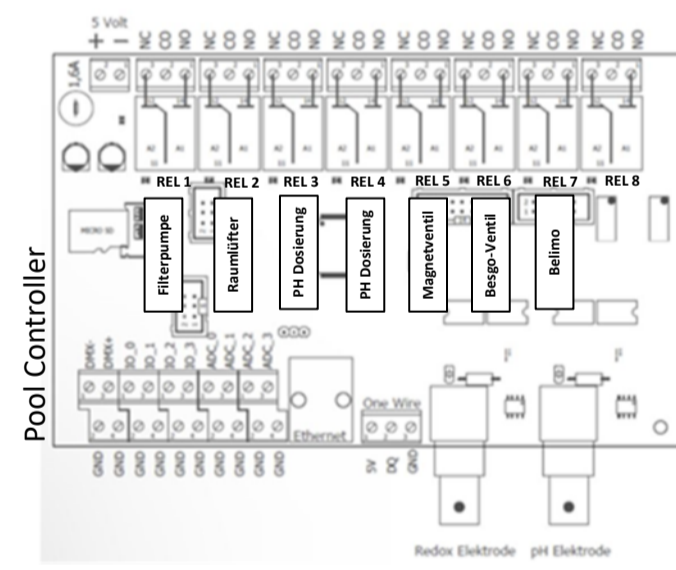 5 Volt
+ −
NC CO NO NC CO NO NC CO NO NC CO NO NC CO NO NC CO NO NC CO NO NC CO NO
1,6A
REL 1 REL 2 REL 3 REL 4 REL 5 REL 6 REL 7 REL 8
MICRO SD
Filterpumpe
Raumlüfter
PH Dosierung
PH Dosierung
Magnetventil
Besgo-Ventil
Belimo
Pool Controller
DMX- DMX+ IO_0 IO_1 IO_2 IO_3 ADC_0 ADC_1 ADC_2 ADC_3
One Wire
Ethernet
GND GND GND GND GND GND GND GND GND GND
5V DQ GND
Redox Elektrode pH Elektrode